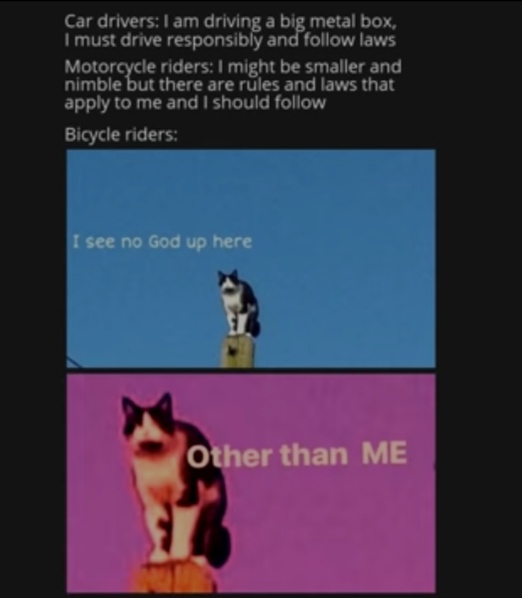 Car drivers: I am driving a big metal box,
I must drive responsibly and follow laws
Motorcycle riders: I might be smaller and
nimble but there are rules and laws that
apply to me and I should follow
Bicycle riders:
I see no God up here
Other than ME